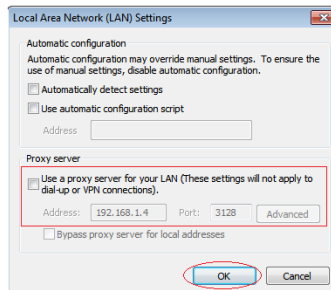 Local Area Network (LAN) Settings
Automatic configuration
Automatic configuration may override manual settings. To ensure the
use of manual settings, disable automatic configuration.
Automatically detect settings
Use automatic configuration script
Address
Proxy server
Use a proxy server for your LAN (These settings will not apply to
dial-up or VPN connections).
Address: 192.168.1.4 Port: 3128 Advanced
Bypass proxy server for local addresses
OK Cancel